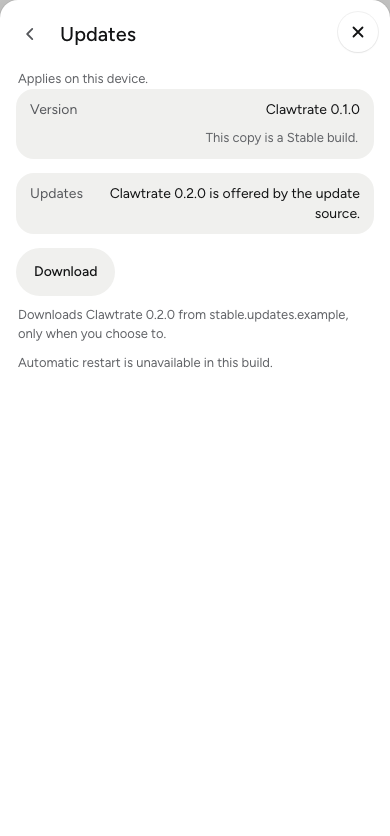 Updates
Applies on this device.
Version
Clawtrate 0.1.0
This copy is a Stable build.
Updates
Clawtrate 0.2.0 is offered by the update
source.
Download
Downloads Clawtrate 0.2.0 from stable.updates.example,
only when you choose to.
Automatic restart is unavailable in this build.